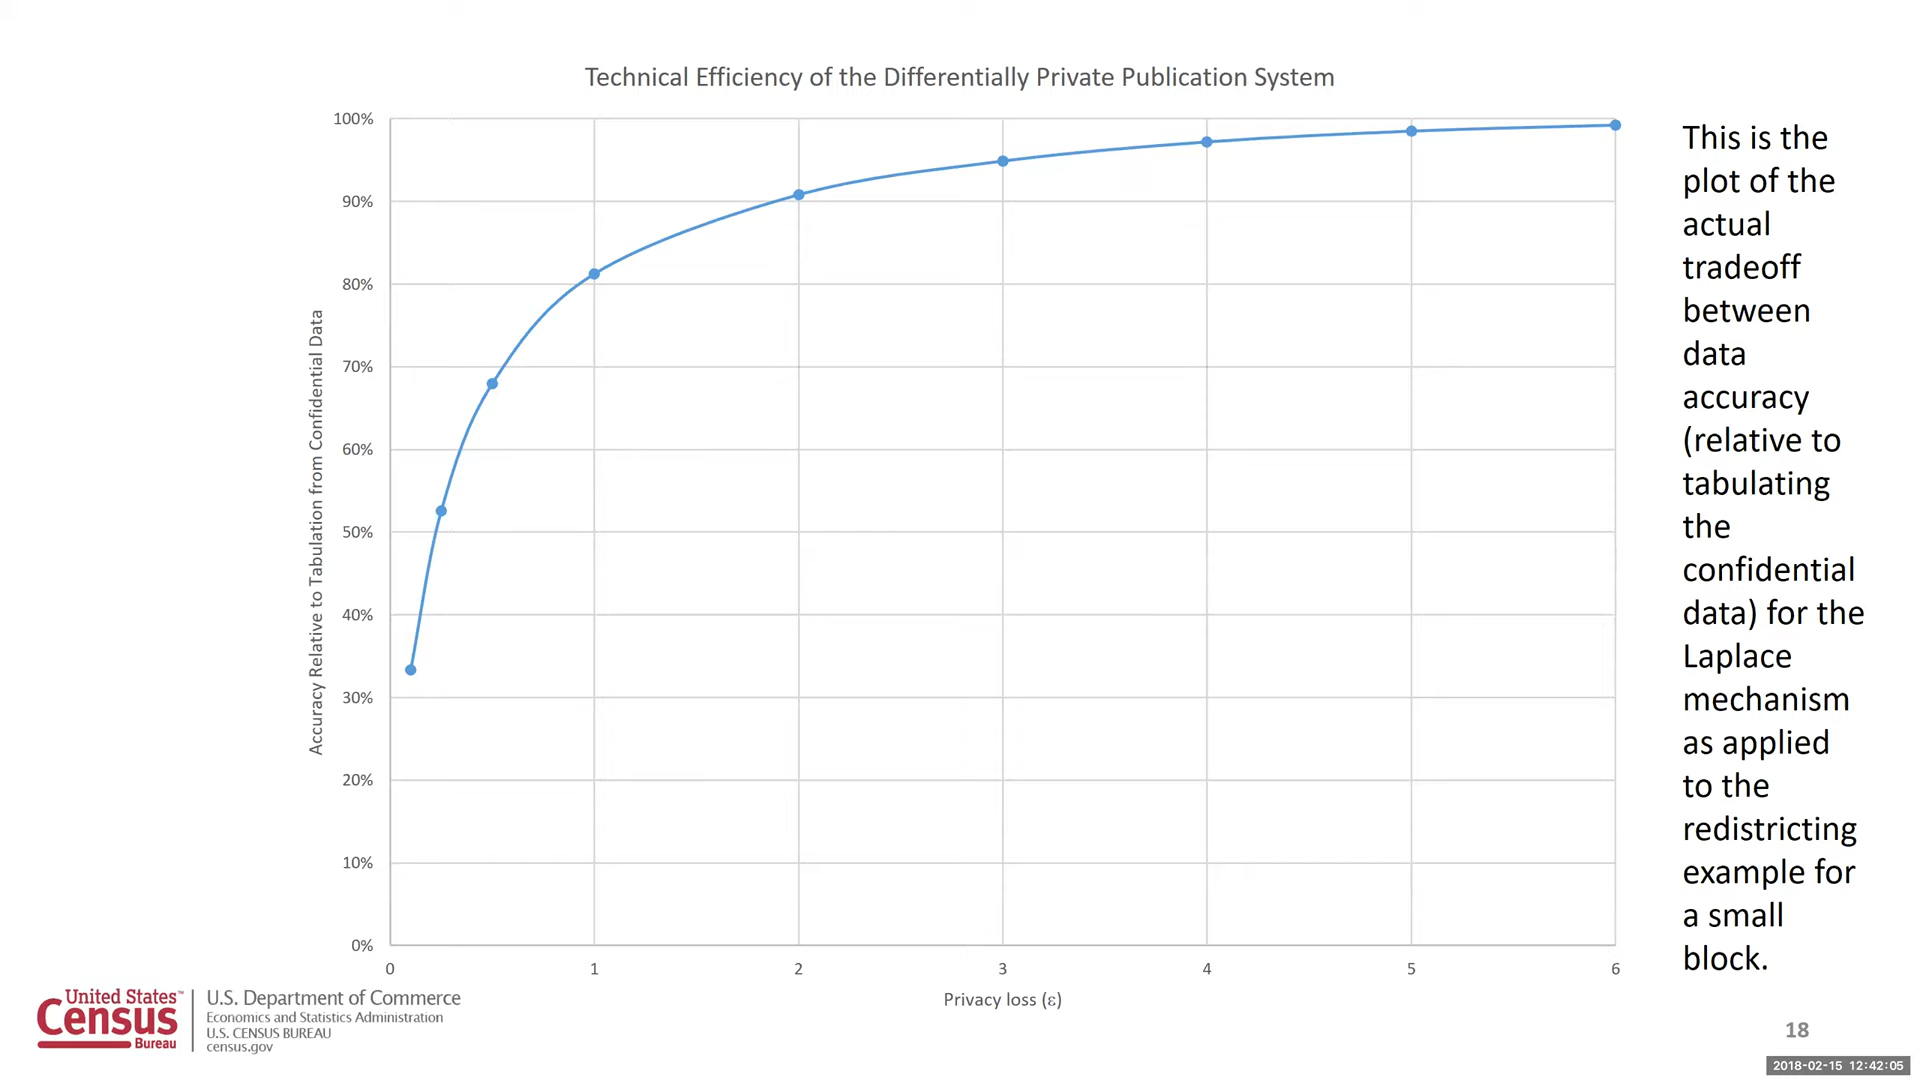 Technical Efficiency of the Differentially Private Publication System
Accuracy Relative to Tabulation from Confidential Data
100%
90%
80%
70%
60%
50%
40%
30%
20%
10%
0%
0
1
2
3
4
5
6
Privacy loss (ε)
This is the
plot of the
actual
tradeoff
between
data
accuracy
(relative to
tabulating
the
confidential
data) for the
Laplace
mechanism
as applied
to the
redistricting
example for
a small
block.
United States™
Census
Bureau
U.S. Department of Commerce
Economics and Statistics Administration
U.S. CENSUS BUREAU
census.gov
18
2018-02-15 12:42:05